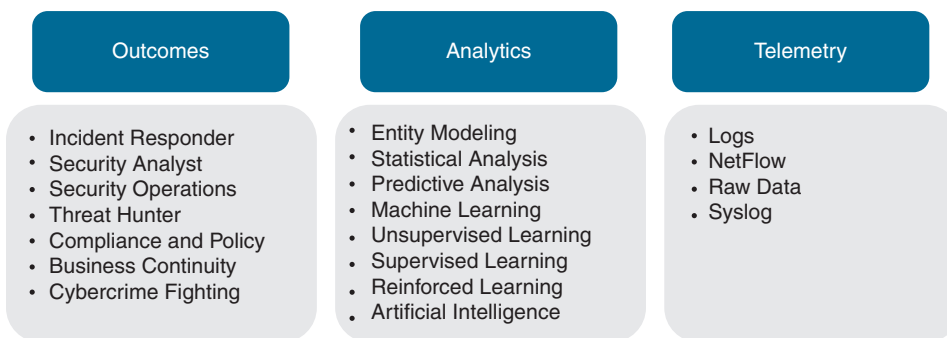 Outcomes
• Incident Responder
• Security Analyst
• Security Operations
• Threat Hunter
• Compliance and Policy
• Business Continuity
• Cybercrime Fighting
Analytics
• Entity Modeling
• Statistical Analysis
• Predictive Analysis
• Machine Learning
• Unsupervised Learning
• Supervised Learning
• Reinforced Learning
• Artificial Intelligence
Telemetry
• Logs
• NetFlow
• Raw Data
• Syslog